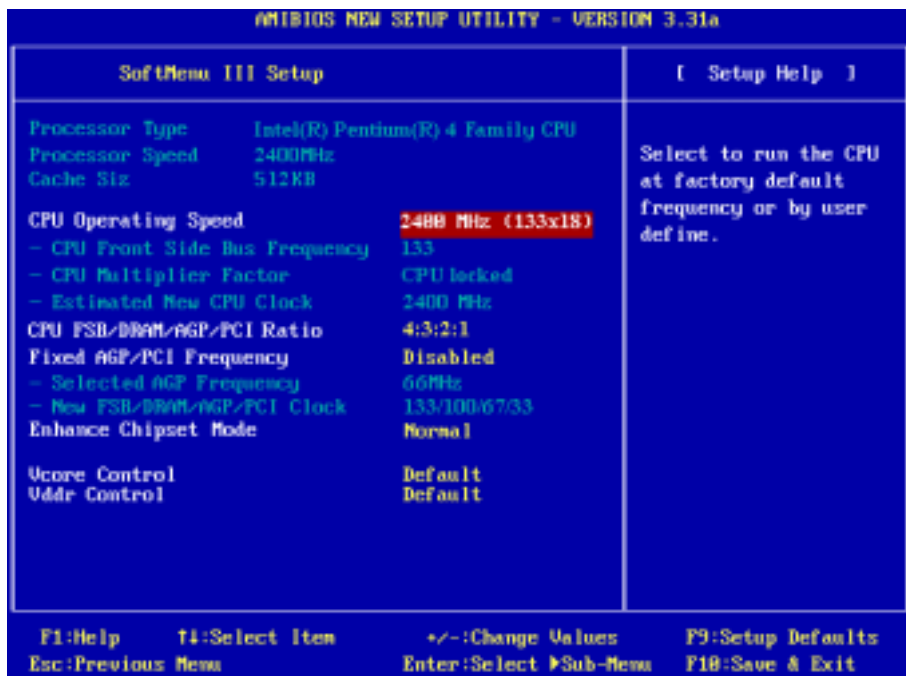 AMIBIOS NEW SETUP UTILITY - VERSION 3.31a
SoftMenu III Setup
[ Setup Help ]
Processor Type Intel(R) Pentium(R) 4 Family CPU
Processor Speed 2400MHz
Cache Siz 512KB
CPU Operating Speed 2400 MHz (133x18)
- CPU Front Side Bus Frequency 133
- CPU Multiplier Factor CPU locked
- Estimated New CPU Clock 2400 MHz
CPU FSB/DRAM/AGP/PCI Ratio 4:3:2:1
Fixed AGP/PCI Frequency Disabled
- Selected AGP Frequency 66MHz
- New FSB/DRAM/AGP/PCI Clock 133/100/67/33
Enhance Chipset Mode Normal
Vcore Control Default
Vddr Control Default
Select to run the CPU
at factory default
frequency or by user
define.
F1:Help ↑↓:Select Item +/-:Change Values F9:Setup Defaults
Esc:Previous Menu Enter:Select ▶Sub-Menu F10:Save & Exit